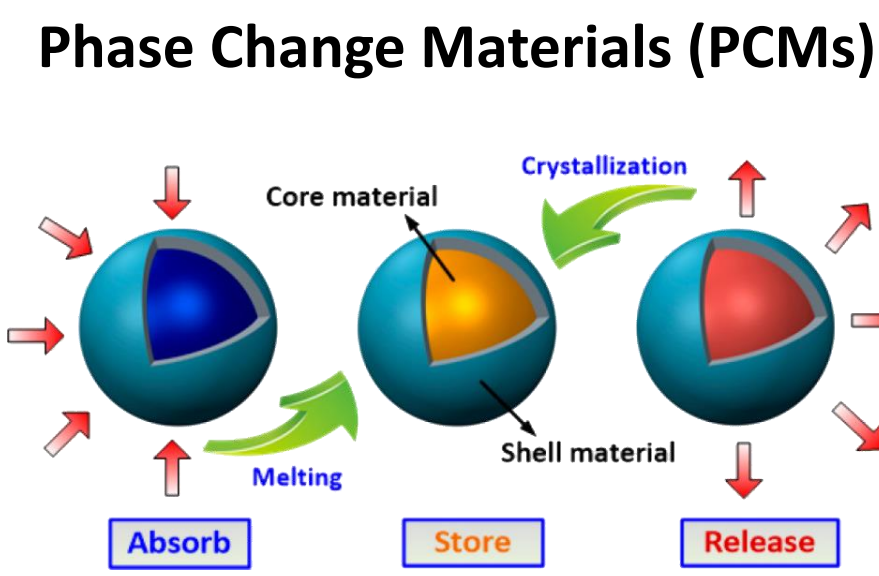 Phase Change Materials (PCMs)
Crystallization
Core material
Shell material
Melting
Absorb
Store
Release